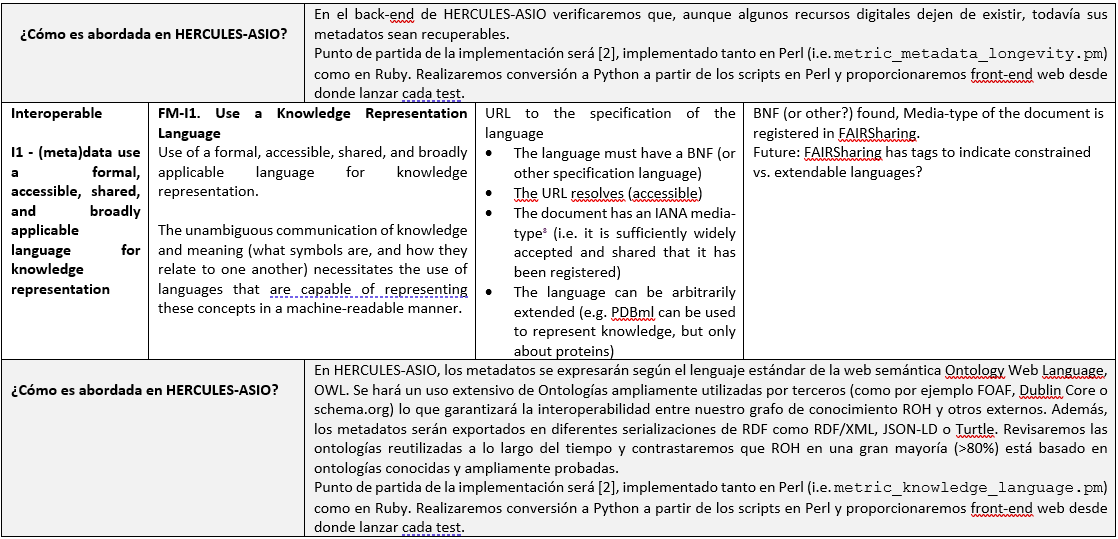 ¿Cómo es abordada en HERCULES-ASIO?
En el back-end de HERCULES-ASIO verificaremos que, aunque algunos recursos digitales dejen de existir, todavía sus
metadatos sean recuperables.
Punto de partida de la implementación será [2], implementado tanto en Perl (i.e. metric_metadata_longevity.pm)
como en Ruby. Realizaremos conversión a Python a partir de los scripts en Perl y proporcionaremos front-end web desde
donde lanzar cada test.
Interoperable
I1 - (meta)data use
a formal,
accessible, shared,
and broadly
applicable
language for
knowledge
representation
FM-I1. Use a Knowledge Representation
Language
Use of a formal, accessible, shared, and broadly
applicable language for knowledge
representation.
The unambiguous communication of knowledge
and meaning (what symbols are, and how they
relate to one another) necessitates the use of
languages that are capable of representing
these concepts in a machine-readable manner.
URL to the specification of the
language
• The language must have a BNF (or
other specification language)
• The URL resolves (accessible)
• The document has an IANA media-
type⁸ (i.e. it is sufficiently widely
accepted and shared that it has
been registered)
• The language can be arbitrarily
extended (e.g. PDBml can be used
to represent knowledge, but only
about proteins)
BNF (or other?) found, Media-type of the document is
registered in FAIRSharing.
Future: FAIRSharing has tags to indicate constrained
vs. extendable languages?
¿Cómo es abordada en HERCULES-ASIO?
En HERCULES-ASIO, los metadatos se expresarán según el lenguaje estándar de la web semántica Ontology Web Language,
OWL. Se hará un uso extensivo de Ontologías ampliamente utilizadas por terceros (como por ejemplo FOAF, Dublin Core o
schema.org) lo que garantizará la interoperabilidad entre nuestro grafo de conocimiento ROH y otros externos. Además,
los metadatos serán exportados en diferentes serializaciones de RDF como RDF/XML, JSON-LD o Turtle. Revisaremos las
ontologías reutilizadas a lo largo del tiempo y contrastaremos que ROH en una gran mayoría (>80%) está basado en
ontologías conocidas y ampliamente probadas.
Punto de partida de la implementación será [2], implementado tanto en Perl (i.e. metric_knowledge_language.pm)
como en Ruby. Realizaremos conversión a Python a partir de los scripts en Perl y proporcionaremos front-end web desde
donde lanzar cada test.